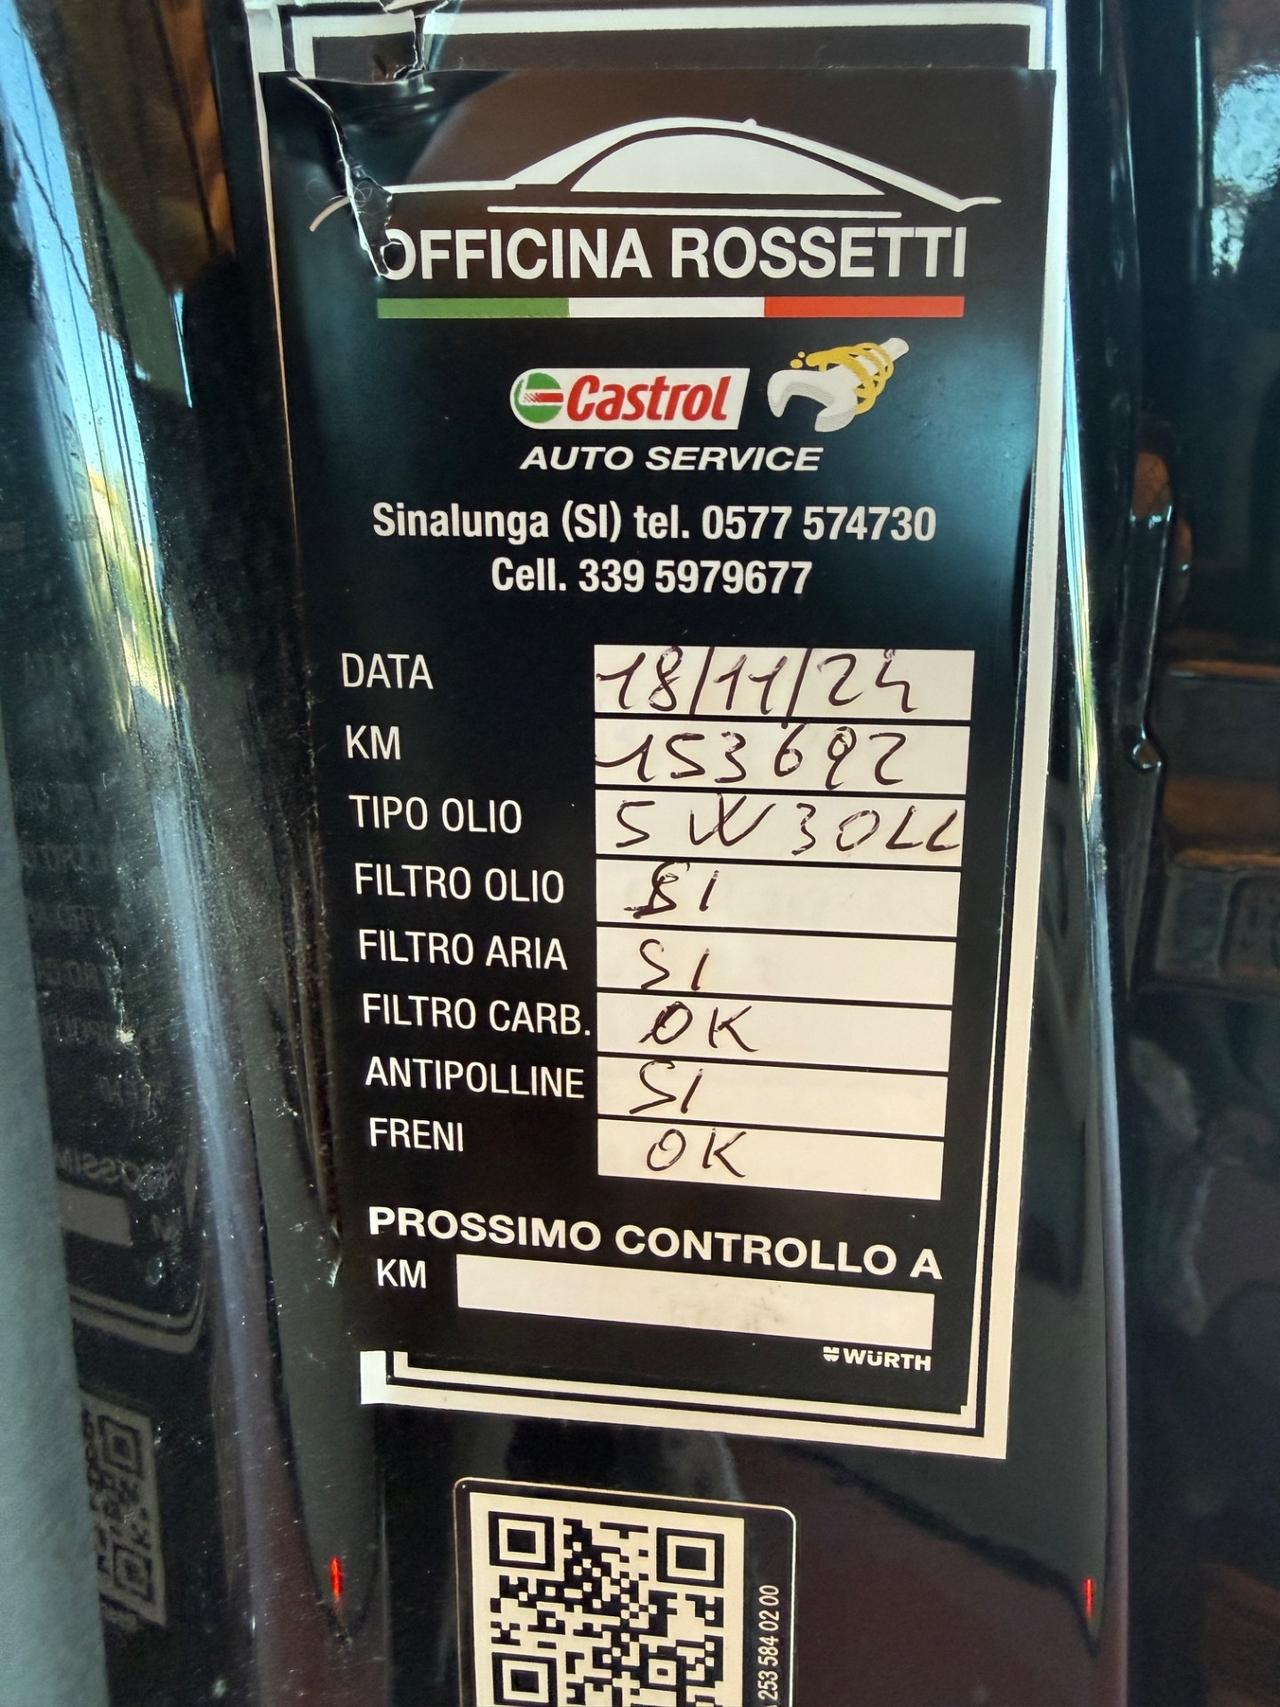 OFFICINA ROSSETTI
Castrol
AUTO SERVICE
Sinalunga (SI) tel. 0577 574730
Cell. 339 5979677
DATA 18/11/24
KM 153692
TIPO OLIO 5W30LL
FILTRO OLIO SI
FILTRO ARIA SI
FILTRO CARB. OK
ANTIPOLLINE SI
FRENI OK
PROSSIMO CONTROLLO A
KM
WÜRTH
253 584 02 00